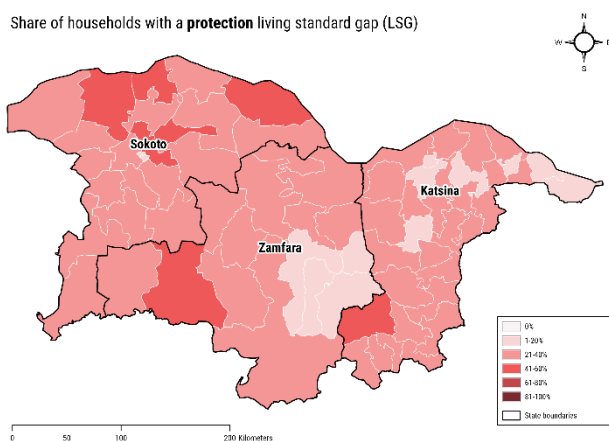 Share of households with a protection living standard gap (LSG)
N
W E
S
Sokoto
Katsina
Zamfara
0%
1-20%
21-40%
41-60%
61-80%
81-100%
State boundaries
0 50 100 200 Kilometers